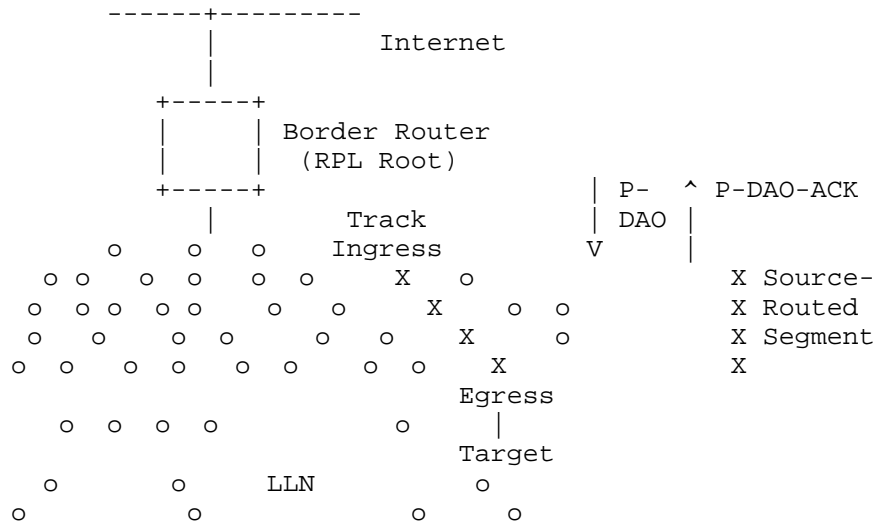 ------+---------
|          Internet
|
+-----+
|     | Border Router
|     |  (RPL Root)
+-----+                    | P-  ^ P-DAO-ACK
|        Track              | DAO |
o    o   o    Ingress         V     |
o o   o  o   o  o     X   o                X Source-
o  o o  o o    o   o     X    o  o          X Routed
o   o    o  o     o   o    X     o          X Segment
o  o   o  o   o  o    o  o    X              X
Egress
o  o  o  o           o     |
Target
o       o     LLN          o
o          o             o     o